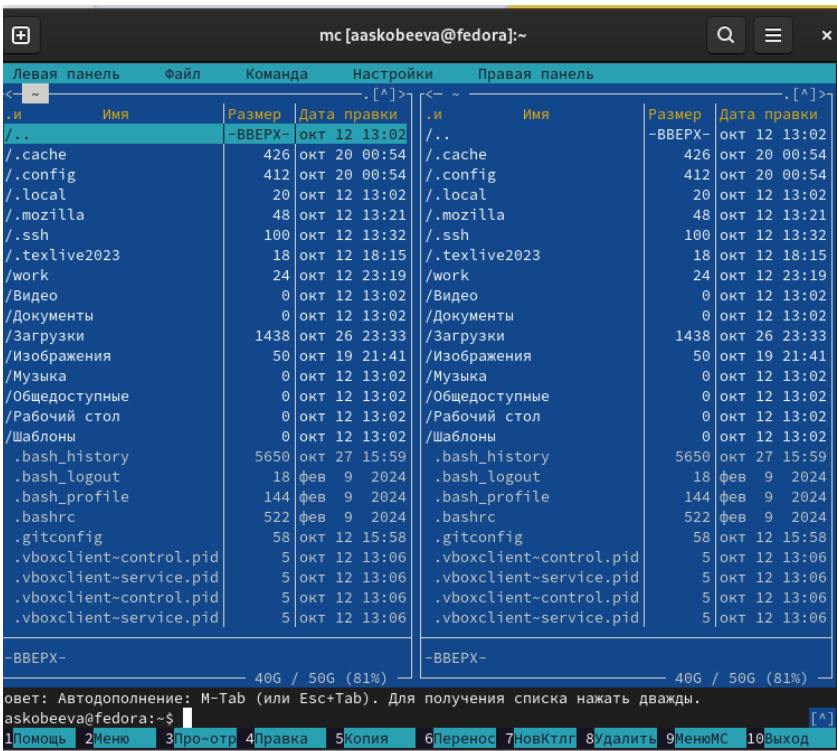 mc [aaskobeeva@fedora]:~
Левая панель Файл Команда Настройки Правая панель
<─ ~ ─.[^]>┐┌<─ ~ ─.[^]>┐
.и Имя │Размер │Дата правки .и Имя │Размер │Дата правки
/.. │-ВВЕРХ-│окт 12 13:02 /.. │-ВВЕРХ-│окт 12 13:02
/.cache │ 426│окт 20 00:54 /.cache │ 426│окт 20 00:54
/.config │ 412│окт 20 00:54 /.config │ 412│окт 20 00:54
/.local │ 20│окт 12 13:02 /.local │ 20│окт 12 13:02
/.mozilla │ 48│окт 12 13:21 /.mozilla │ 48│окт 12 13:21
/.ssh │ 100│окт 12 13:32 /.ssh │ 100│окт 12 13:32
/.texlive2023 │ 18│окт 12 18:15 /.texlive2023 │ 18│окт 12 18:15
/work │ 24│окт 12 23:19 /work │ 24│окт 12 23:19
/Видео │ 0│окт 12 13:02 /Видео │ 0│окт 12 13:02
/Документы │ 0│окт 12 13:02 /Документы │ 0│окт 12 13:02
/Загрузки │ 1438│окт 26 23:33 /Загрузки │ 1438│окт 26 23:33
/Изображения │ 50│окт 19 21:41 /Изображения │ 50│окт 19 21:41
/Музыка │ 0│окт 12 13:02 /Музыка │ 0│окт 12 13:02
/Общедоступные │ 0│окт 12 13:02 /Общедоступные │ 0│окт 12 13:02
/Рабочий стол │ 0│окт 12 13:02 /Рабочий стол │ 0│окт 12 13:02
/Шаблоны │ 0│окт 12 13:02 /Шаблоны │ 0│окт 12 13:02
.bash_history │ 5650│окт 27 15:59 .bash_history │ 5650│окт 27 15:59
.bash_logout │ 18│фев 9 2024 .bash_logout │ 18│фев 9 2024
.bash_profile │ 144│фев 9 2024 .bash_profile │ 144│фев 9 2024
.bashrc │ 522│фев 9 2024 .bashrc │ 522│фев 9 2024
.gitconfig │ 58│окт 12 15:58 .gitconfig │ 58│окт 12 15:58
.vboxclient~control.pid│ 5│окт 12 13:06 .vboxclient~control.pid│ 5│окт 12 13:06
.vboxclient~service.pid│ 5│окт 12 13:06 .vboxclient~service.pid│ 5│окт 12 13:06
.vboxclient~control.pid│ 5│окт 12 13:06 .vboxclient~control.pid│ 5│окт 12 13:06
.vboxclient~service.pid│ 5│окт 12 13:06 .vboxclient~service.pid│ 5│окт 12 13:06
-ВВЕРХ- -ВВЕРХ-
40G / 50G (81%) 40G / 50G (81%)
овет: Автодополнение: M-Tab (или Esc+Tab). Для получения списка нажать дважды.
askobeeva@fedora:~$ [^]
1Помощь 2Меню 3Про~отр 4Правка 5Копия 6Перенос 7НовКтлг 8Удалить 9МенюMC 10Выход